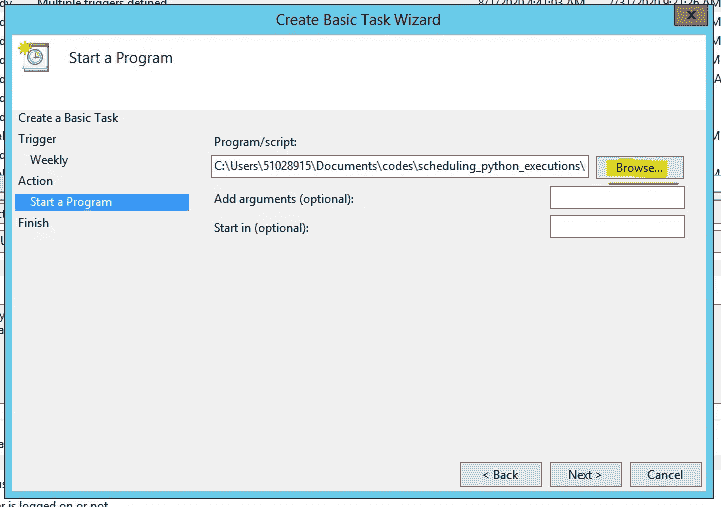 Multiple triggers defined
Create Basic Task Wizard
Start a Program
Create a Basic Task
Trigger
Weekly
Action
Start a Program
Finish
Program/script:
C:\Users\51028915\Documents\codes\scheduling_python_executions\
Browse...
Add arguments (optional):
Start in (optional):
< Back
Next >
Cancel
is logged on or not